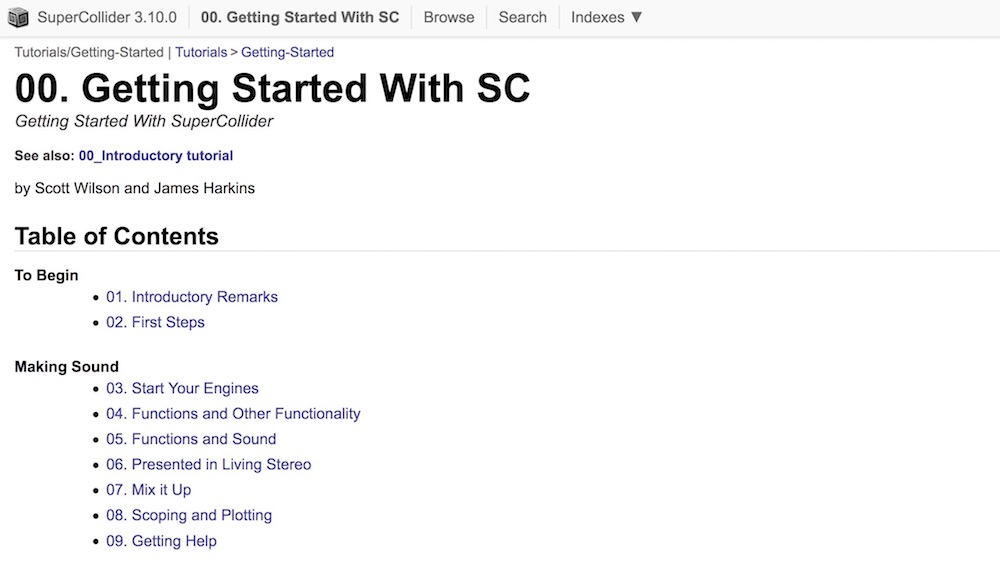 SuperCollider 3.10.0 00. Getting Started With SC Browse Search Indexes ▼
Tutorials/Getting-Started | Tutorials > Getting-Started
00. Getting Started With SC
Getting Started With SuperCollider
See also: 00_Introductory tutorial
by Scott Wilson and James Harkins
Table of Contents
To Begin
• 01. Introductory Remarks
• 02. First Steps
Making Sound
• 03. Start Your Engines
• 04. Functions and Other Functionality
• 05. Functions and Sound
• 06. Presented in Living Stereo
• 07. Mix it Up
• 08. Scoping and Plotting
• 09. Getting Help